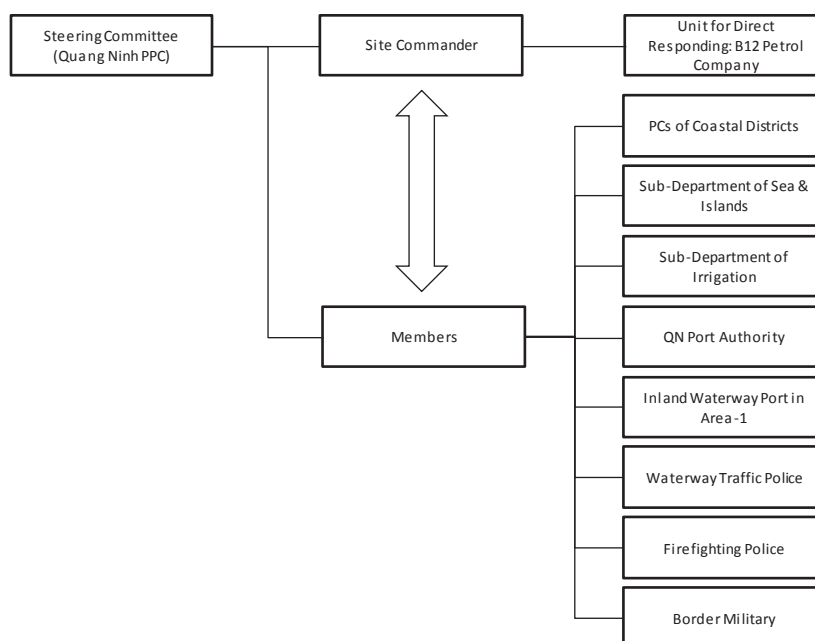 Steering Committee
(Quang Ninh PPC)
Site Commander
Unit for Direct
Responding: B12 Petrol
Company
PCs of Coastal Districts
Sub-Department of Sea &
Islands
Sub-Department of
Irrigation
Members
QN Port Authority
Inland Waterway Port in
Area-1
Waterway Traffic Police
Firefighting Police
Border Military